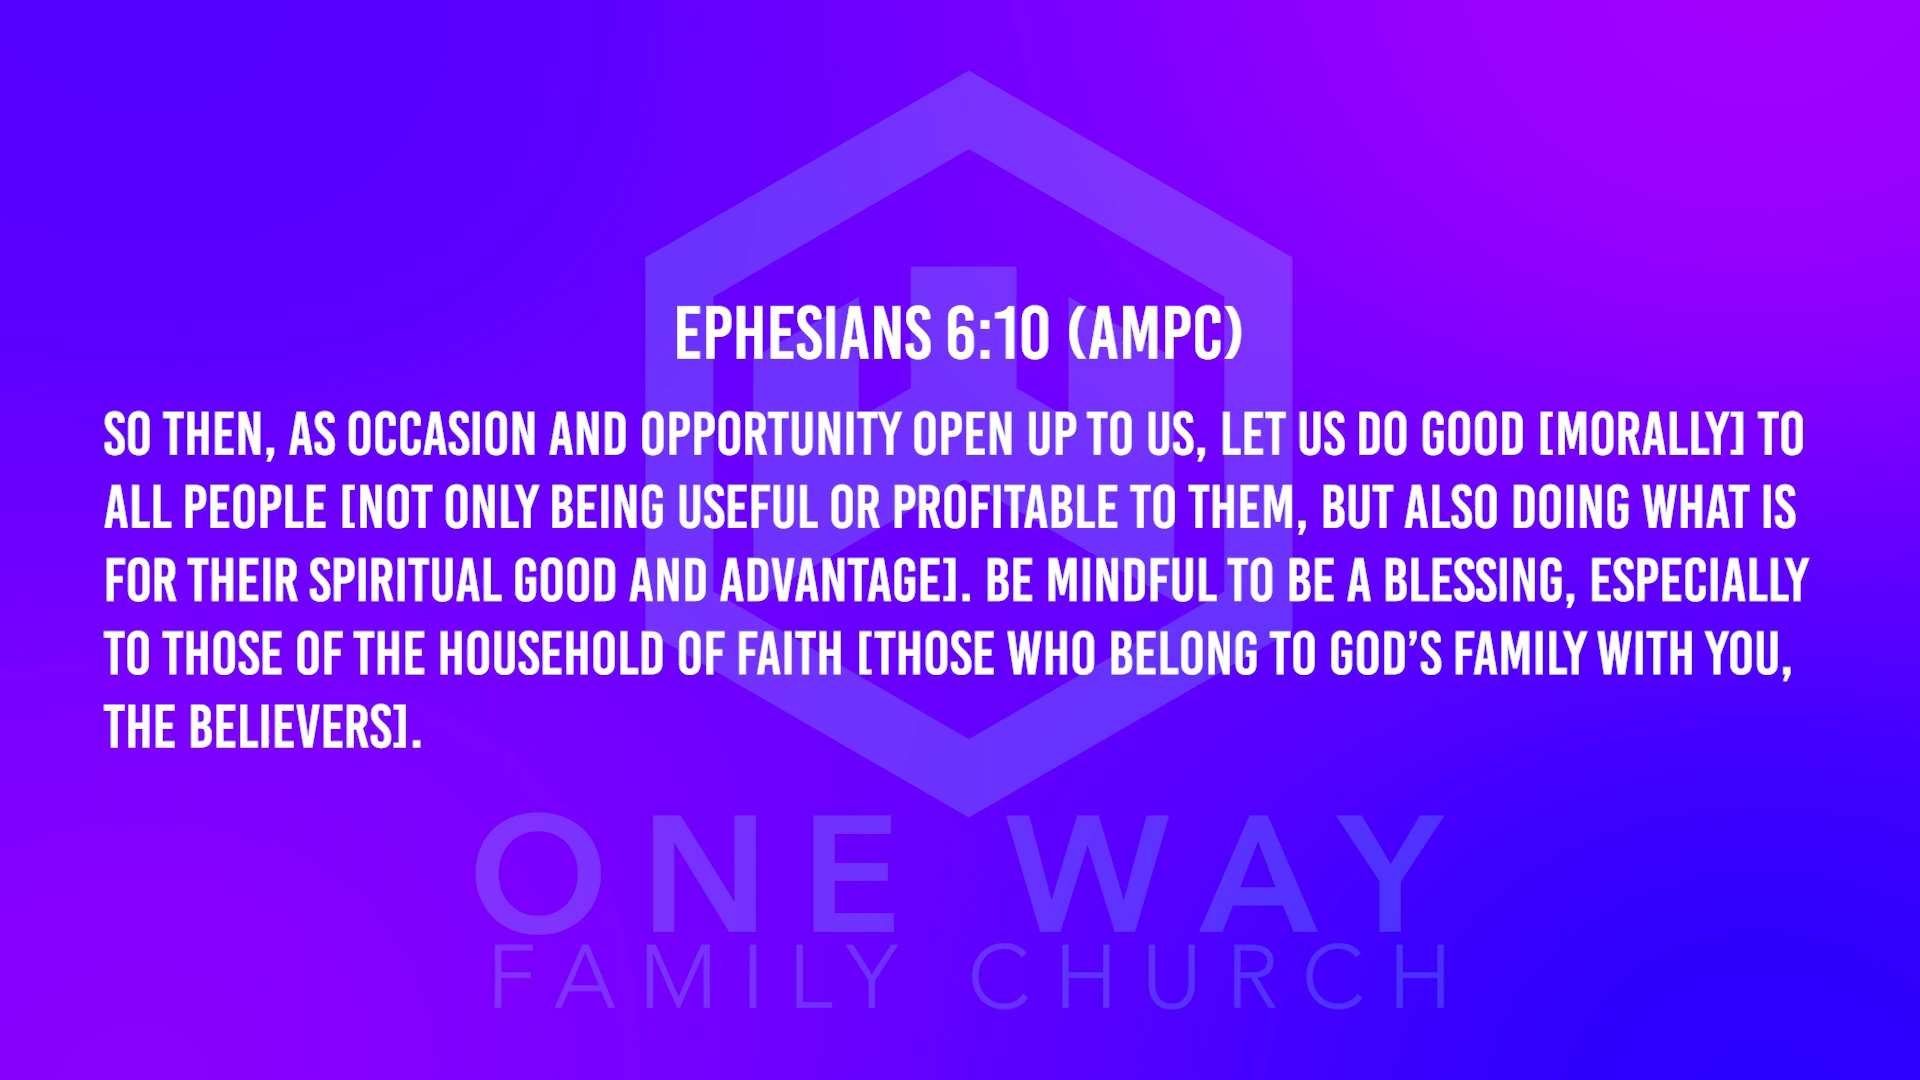 EPHESIANS 6:10 (AMPC)
SO THEN, AS OCCASION AND OPPORTUNITY OPEN UP TO US, LET US DO GOOD [MORALLY] TO
ALL PEOPLE [NOT ONLY BEING USEFUL OR PROFITABLE TO THEM, BUT ALSO DOING WHAT IS
FOR THEIR SPIRITUAL GOOD AND ADVANTAGE]. BE MINDFUL TO BE A BLESSING, ESPECIALLY
TO THOSE OF THE HOUSEHOLD OF FAITH [THOSE WHO BELONG TO GOD’S FAMILY WITH YOU,
THE BELIEVERS].
ONE WAY
FAMILY CHURCH